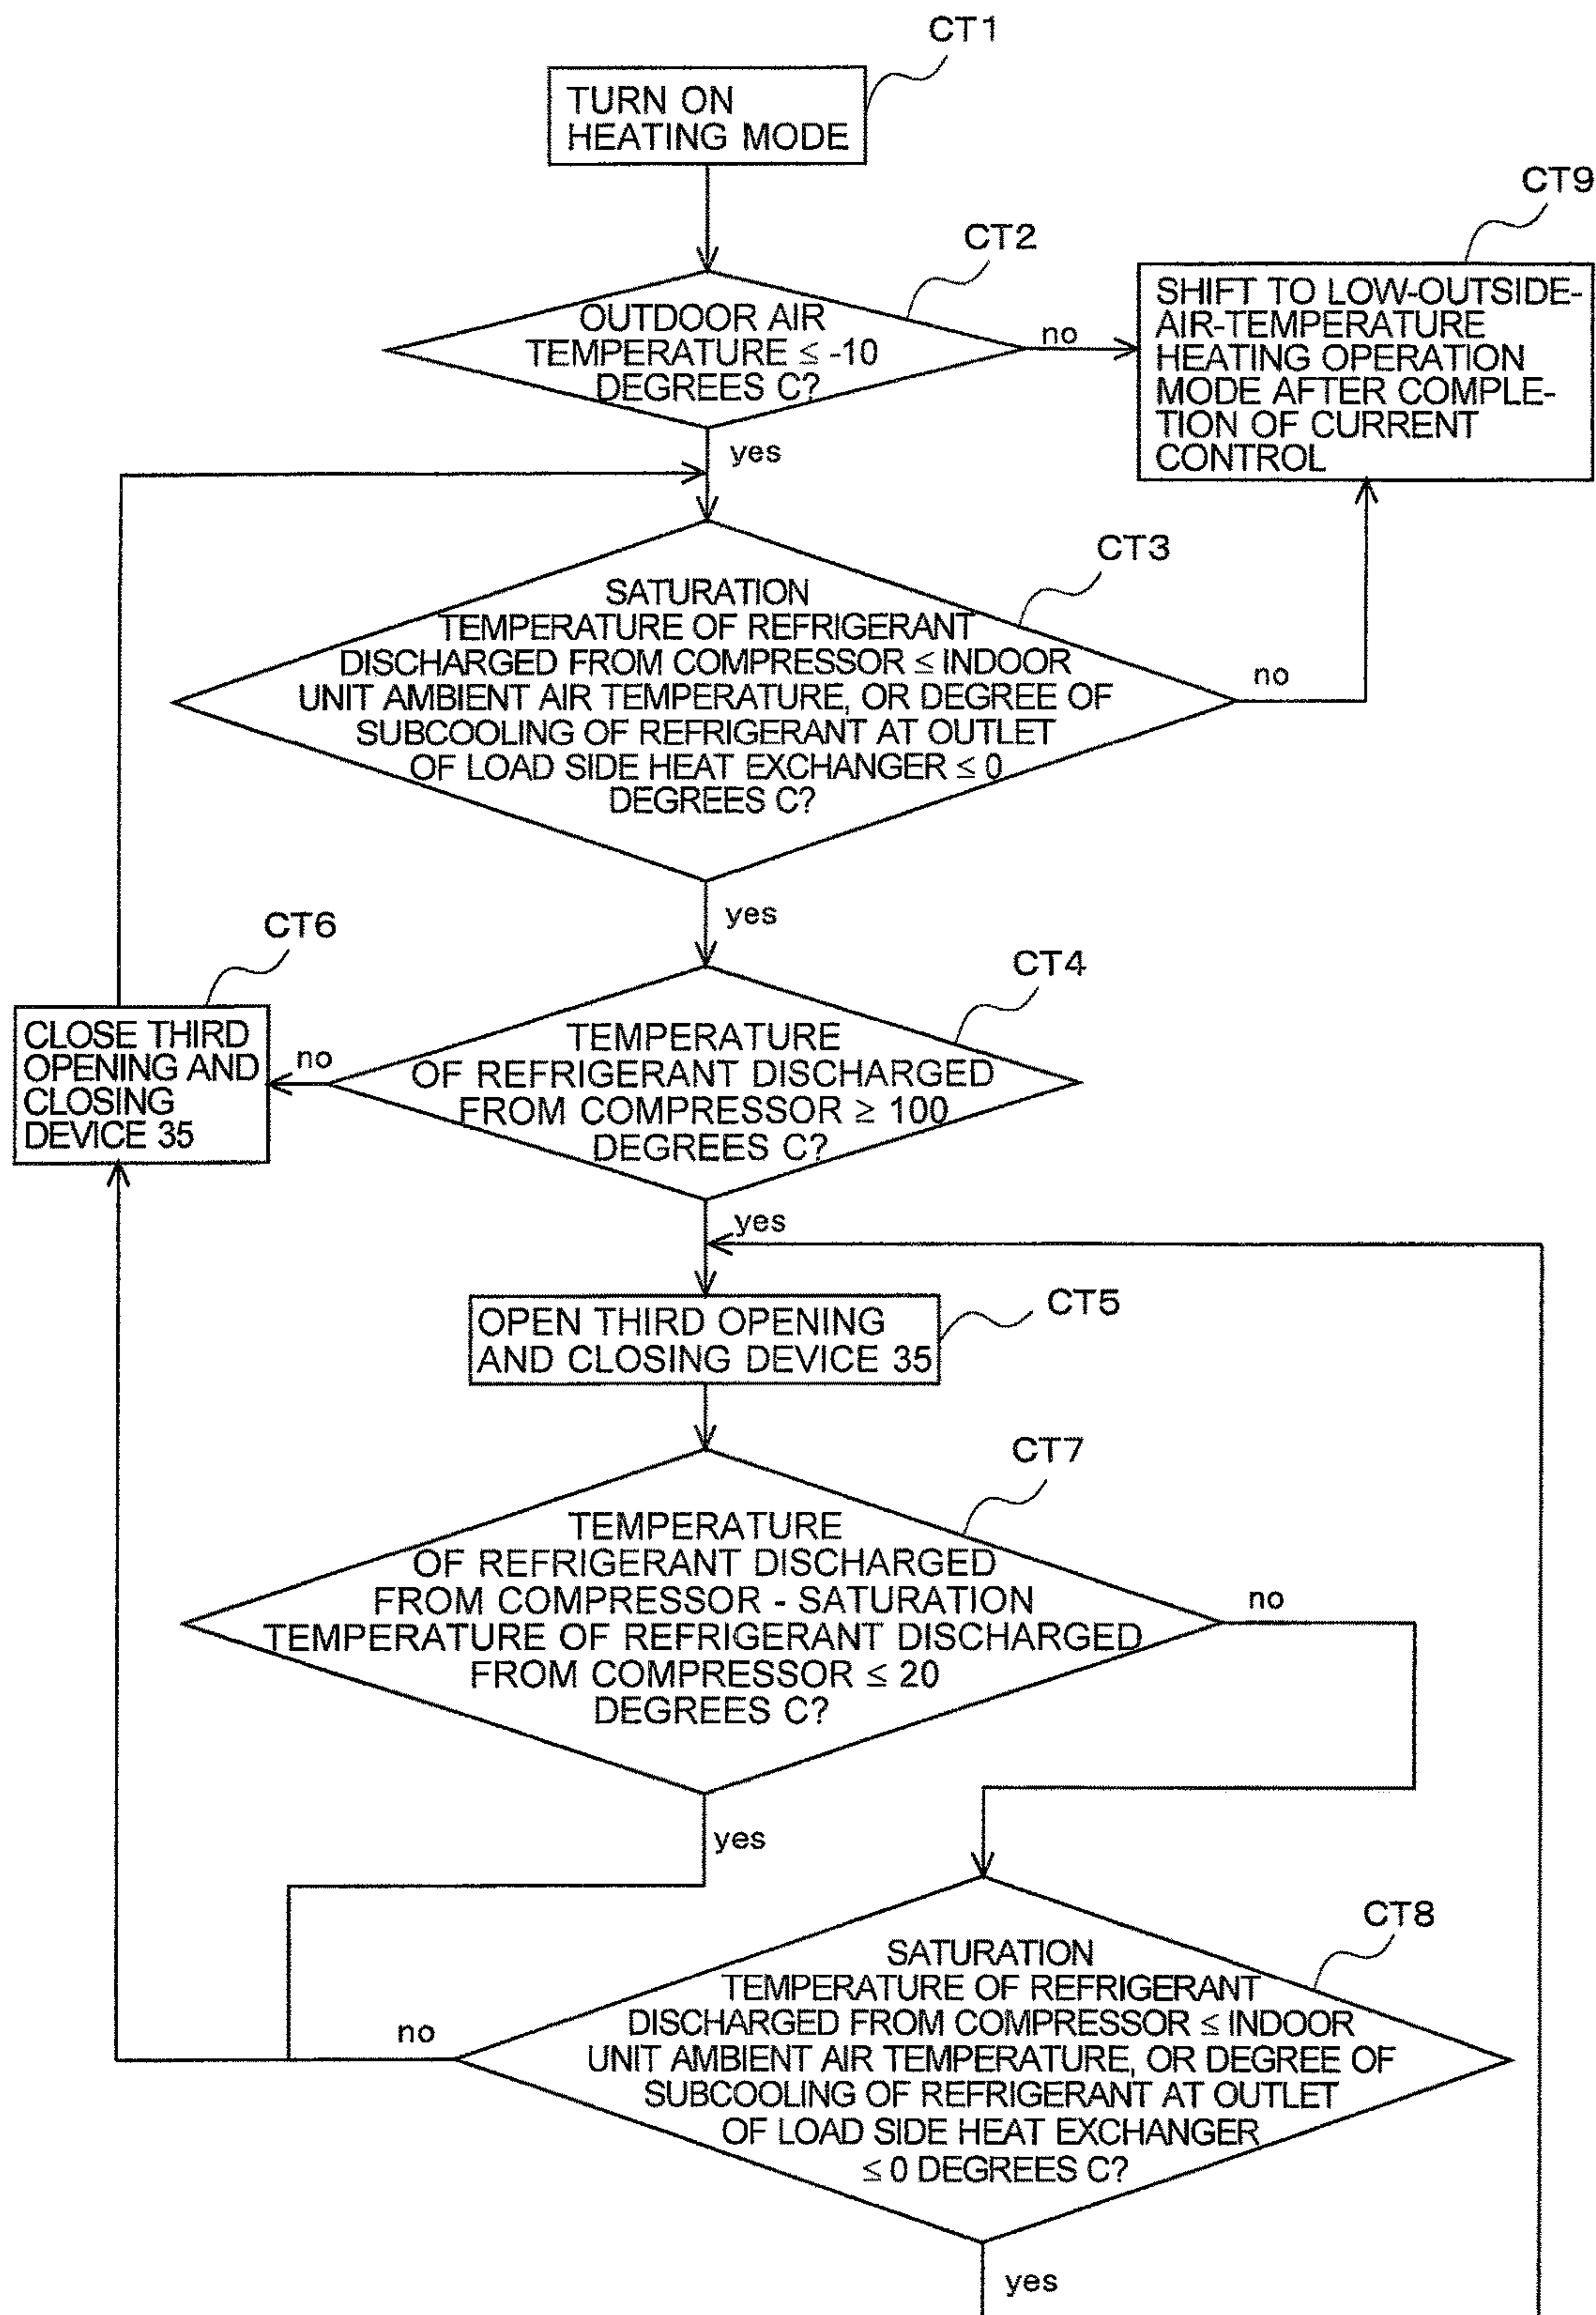 CT1
TURN ON
HEATING MODE
CT9
CT2
SHIFT TO LOW-OUTSIDE-
AIR-TEMPERATURE
HEATING OPERATION
MODE AFTER COMPLE-
TION OF CURRENT
CONTROL
OUTDOOR AIR
TEMPERATURE ≤ -10
DEGREES C?
no
yes
CT3
SATURATION
TEMPERATURE OF REFRIGERANT
DISCHARGED FROM COMPRESSOR ≤ INDOOR
UNIT AMBIENT AIR TEMPERATURE, OR DEGREE OF
SUBCOOLING OF REFRIGERANT AT OUTLET
OF LOAD SIDE HEAT EXCHANGER ≤ 0
DEGREES C?
no
yes
CT6
CT4
CLOSE THIRD
OPENING AND
CLOSING
DEVICE 35
no
TEMPERATURE
OF REFRIGERANT DISCHARGED
FROM COMPRESSOR ≥ 100
DEGREES C?
yes
CT5
OPEN THIRD OPENING
AND CLOSING DEVICE 35
CT7
TEMPERATURE
OF REFRIGERANT DISCHARGED
FROM COMPRESSOR - SATURATION
TEMPERATURE OF REFRIGERANT DISCHARGED
FROM COMPRESSOR ≤ 20
DEGREES C?
no
yes
CT8
SATURATION
TEMPERATURE OF REFRIGERANT
DISCHARGED FROM COMPRESSOR ≤ INDOOR
UNIT AMBIENT AIR TEMPERATURE, OR DEGREE OF
SUBCOOLING OF REFRIGERANT AT OUTLET
OF LOAD SIDE HEAT EXCHANGER
≤ 0 DEGREES C?
no
yes